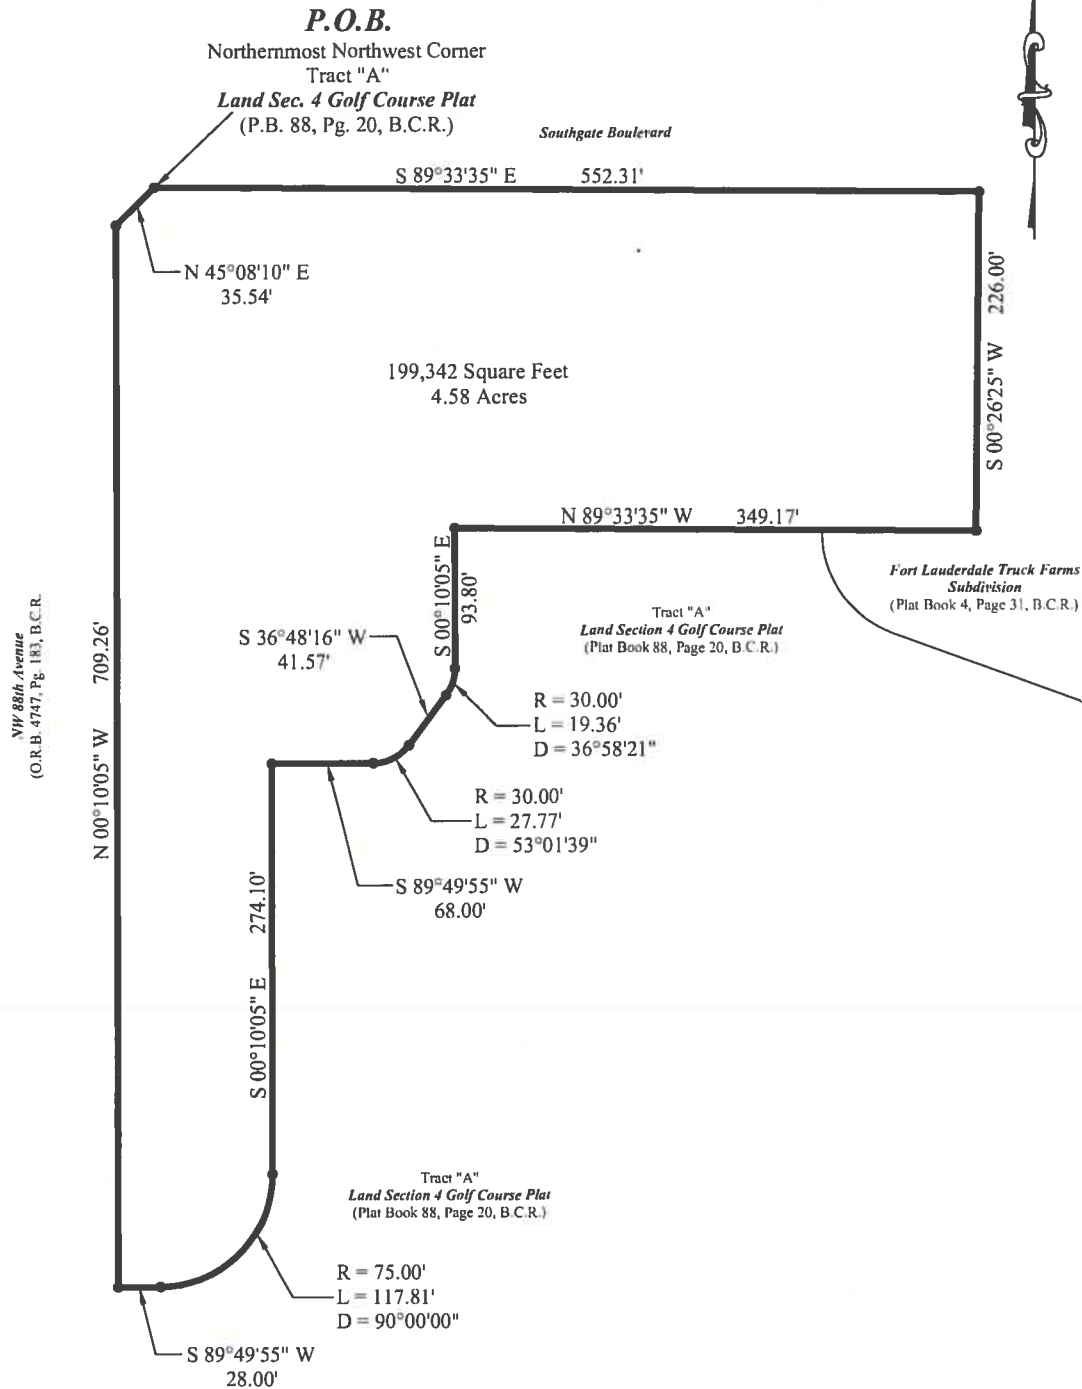 P.O.B.
Northernmost Northwest Corner
Tract "A"
Land Sec. 4 Golf Course Plat
(P.B. 88, Pg. 20, B.C.R.)
Southgate Boulevard
S 89°33'35" E 552.31'
N 45°08'10" E
35.54'
S 00°26'25" W 226.00'
199,342 Square Feet
4.58 Acres
N 89°33'35" W 349.17'
S 00°10'05" E
93.80'
Fort Lauderdale Truck Farms
Subdivision
(Plat Book 4, Page 31, B.C.R.)
Tract "A"
Land Section 4 Golf Course Plat
(Plat Book 88, Page 20, B.C.R.)
S 36°48'16" W
41.57'
NW 88th Avenue
(O.R.B. 4747, Pg. 183, B.C.R.
N 00°10'05" W 709.26'
R = 30.00'
L = 19.36'
D = 36°58'21"
R = 30.00'
L = 27.77'
D = 53°01'39"
S 89°49'55" W
68.00'
S 00°10'05" E 274.10'
Tract "A"
Land Section 4 Golf Course Plat
(Plat Book 88, Page 20, B.C.R.)
R = 75.00'
L = 117.81'
D = 90°00'00"
S 89°49'55" W
28.00'